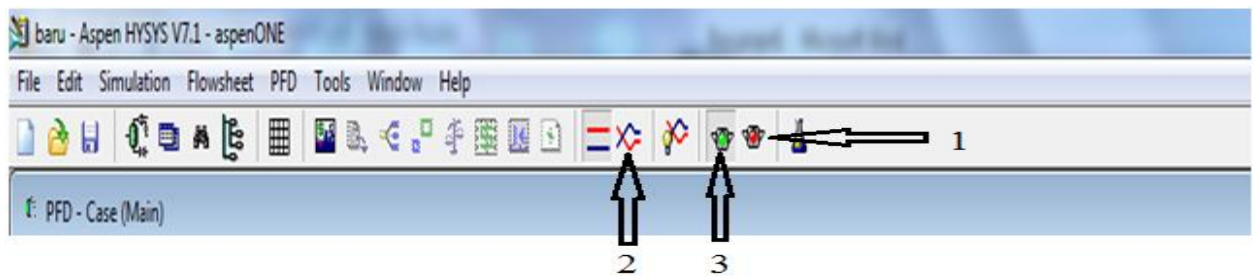 baru - Aspen HYSYS V7.1 - aspenONE
File Edit Simulation Flowsheet PFD Tools Window Help
1
PFD - Case (Main)
2 3